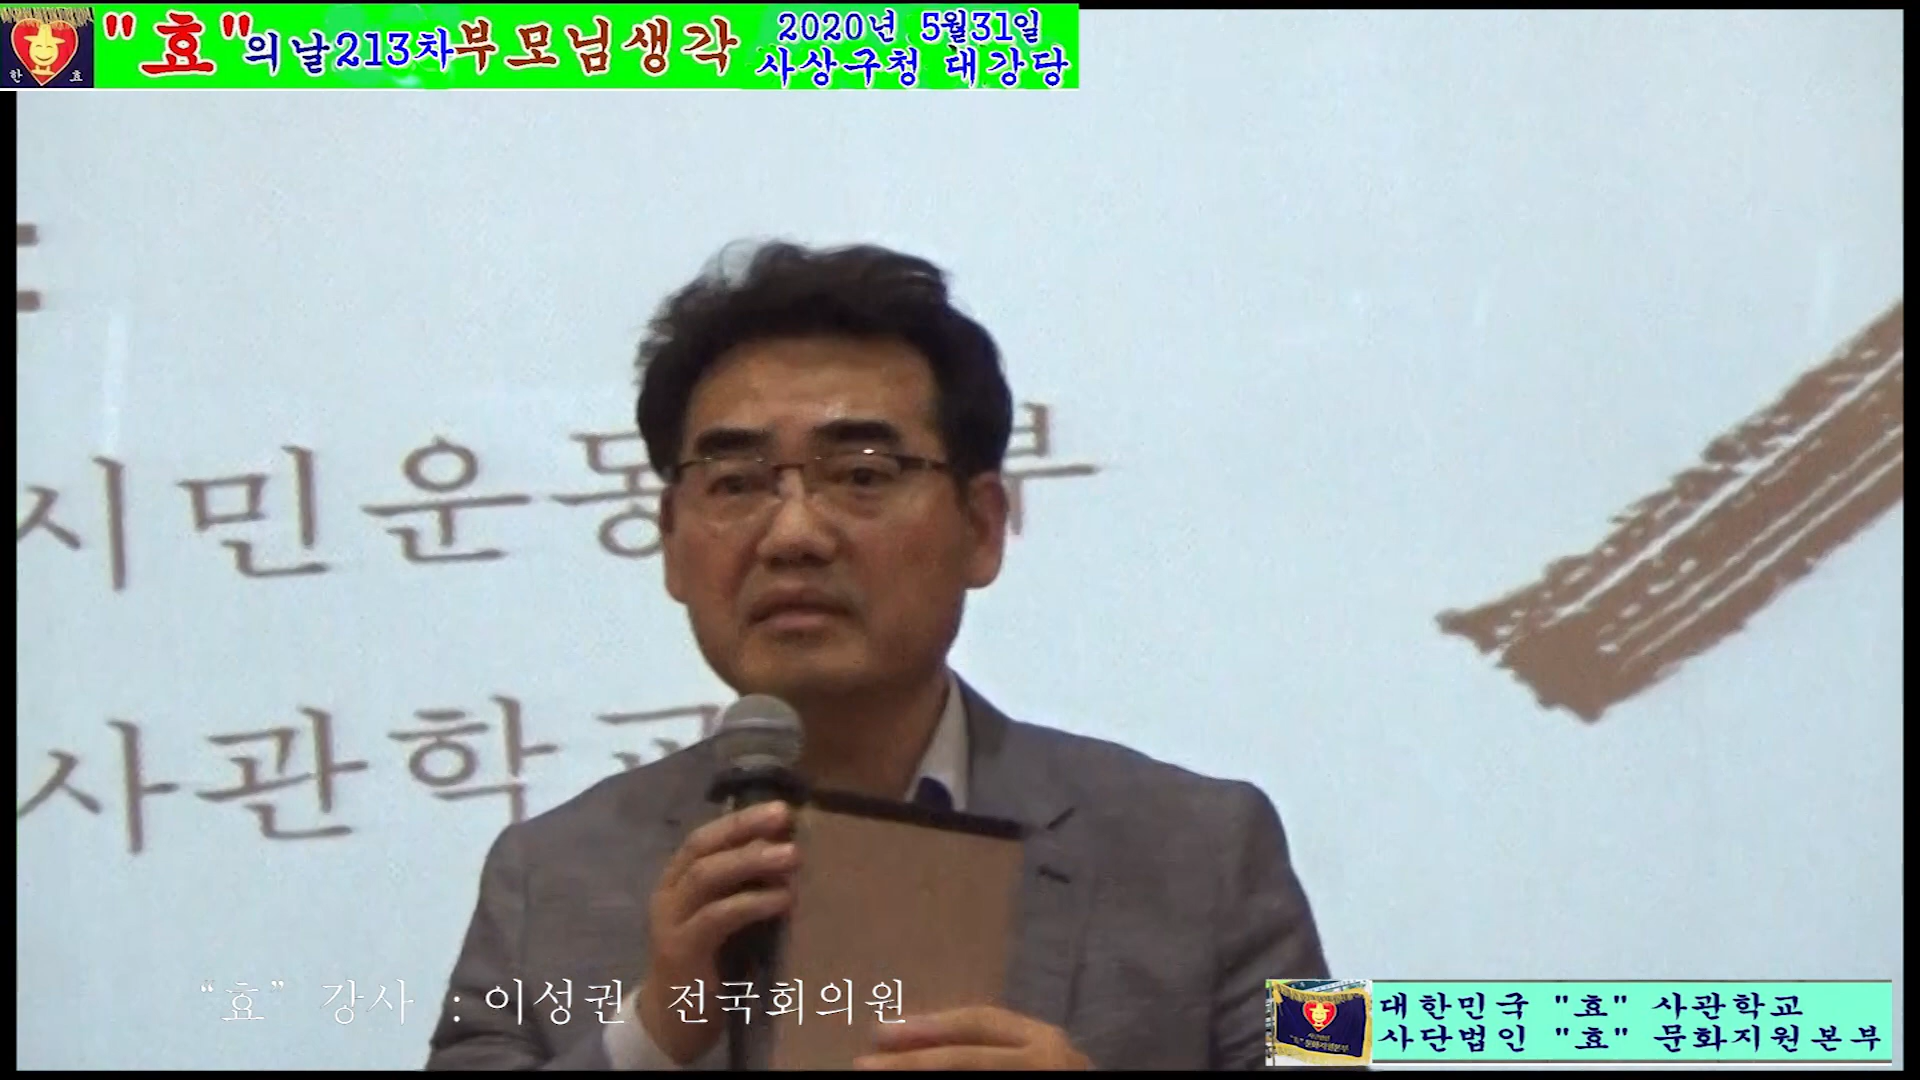 "효"의날213차부모님생각
2020년 5월31일
사상구청 대강당
한 효
시민운동 부
사관학교
"효" 강사 : 이성권 전국회의원
대한민국 "효" 사관학교
사단법인 "효" 문화지원본부